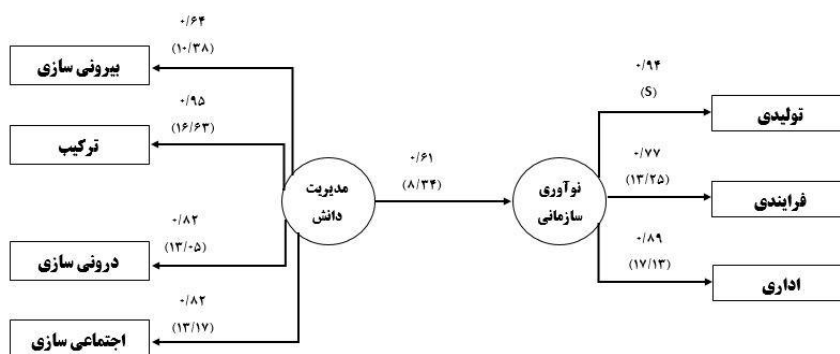 ۰/۶۴
(۱۰/۳۸)
بیرونی سازی
۰/۹۵
(۱۶/۶۳)
ترکیب
۰/۸۲
(۱۳/۰۵)
درونی سازی
۰/۸۲
(۱۳/۱۷)
اجتماعی سازی
مدیریت
دانش
۰/۶۱
(۸/۳۴)
نوآوری
سازمانی
۰/۹۴
(S)
تولیدی
۰/۷۷
(۱۳/۲۵)
فرایندی
۰/۸۹
(۱۷/۱۳)
اداری